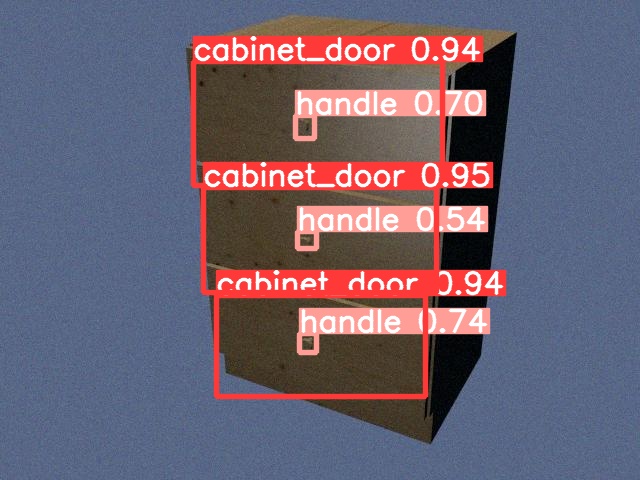 cabinet_door 0.94
handle 0.70
cabinet_door 0.95
handle 0.54
cabinet_door 0.94
handle 0.74